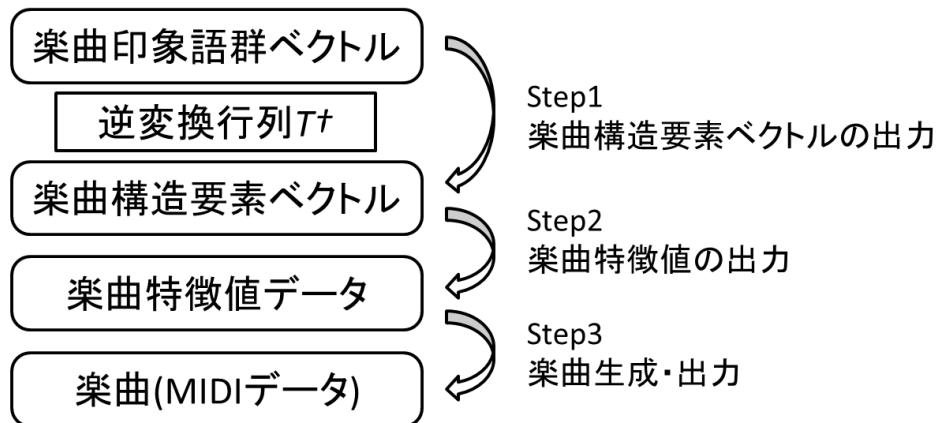 楽曲印象語群ベクトル
逆変換行列T†
楽曲構造要素ベクトル
楽曲特徴値データ
楽曲(MIDIデータ)
Step1
楽曲構造要素ベクトルの出力
Step2
楽曲特徴値の出力
Step3
楽曲生成・出力